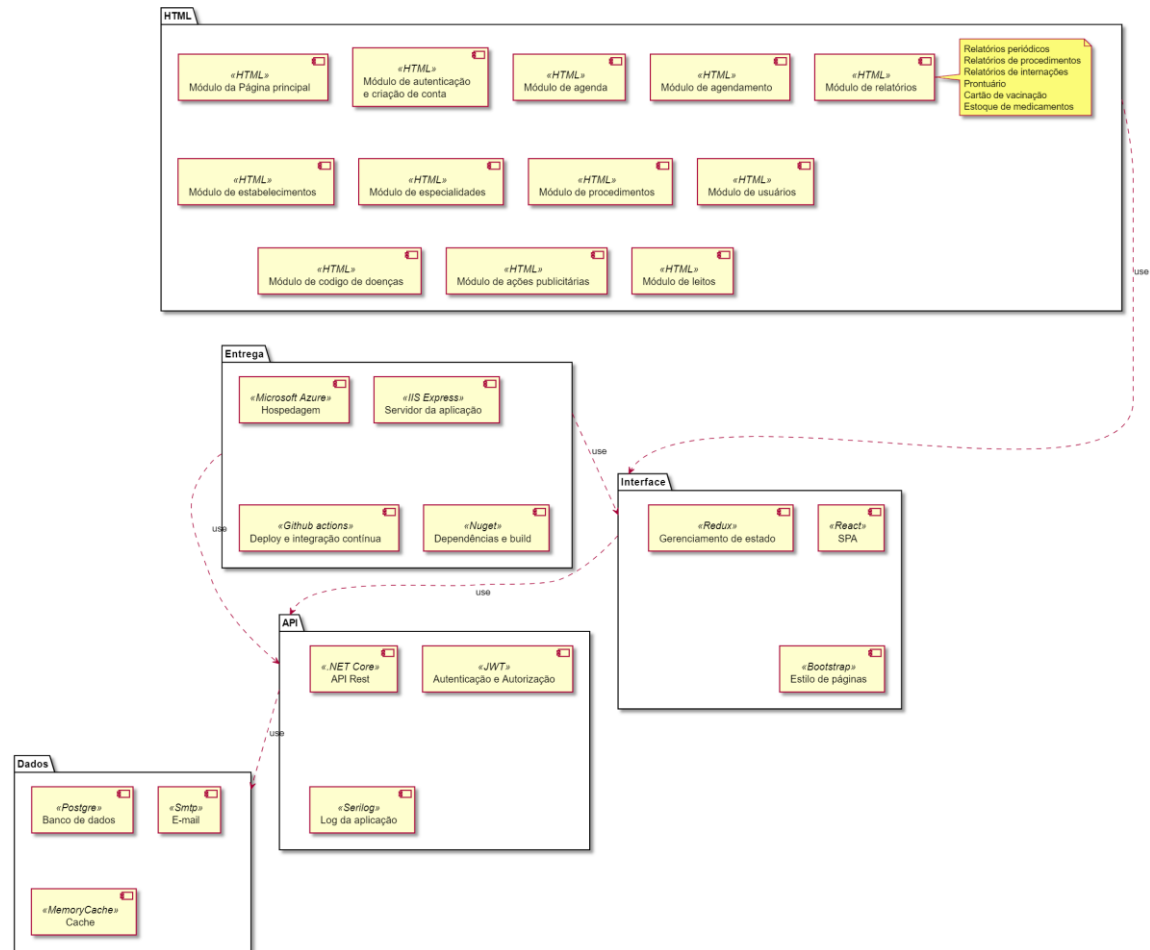 HTML
«HTML»
Módulo da Página principal
«HTML»
Módulo de autenticação
e criação de conta
«HTML»
Módulo de agenda
«HTML»
Módulo de agendamento
«HTML»
Módulo de relatórios
Relatórios periódicos
Relatórios de procedimentos
Relatórios de internações
Prontuário
Cartão de vacinação
Estoque de medicamentos
«HTML»
Módulo de estabelecimentos
«HTML»
Módulo de especialidades
«HTML»
Módulo de procedimentos
«HTML»
Módulo de usuários
«HTML»
Módulo de codigo de doenças
«HTML»
Módulo de ações publicitárias
«HTML»
Módulo de leitos
use
Entrega
«Microsoft Azure»
Hospedagem
«IIS Express»
Servidor da aplicação
use
«Github actions»
Deploy e integração contínua
«Nuget»
Dependências e build
use
Interface
«Redux»
Gerenciamento de estado
«React»
SPA
«Bootstrap»
Estilo de páginas
use
API
«.NET Core»
API Rest
«JWT»
Autenticação e Autorização
«Serilog»
Log da aplicação
use
Dados
«Postgre»
Banco de dados
«Smtp»
E-mail
«MemoryCache»
Cache